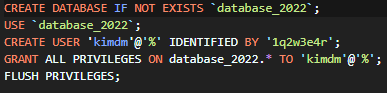 CREATE DATABASE IF NOT EXISTS `database_2022`;
USE `database_2022`;
CREATE USER 'kimdm'@'%' IDENTIFIED BY '1q2w3e4r';
GRANT ALL PRIVILEGES ON database_2022.* TO 'kimdm'@'%';
FLUSH PRIVILEGES;